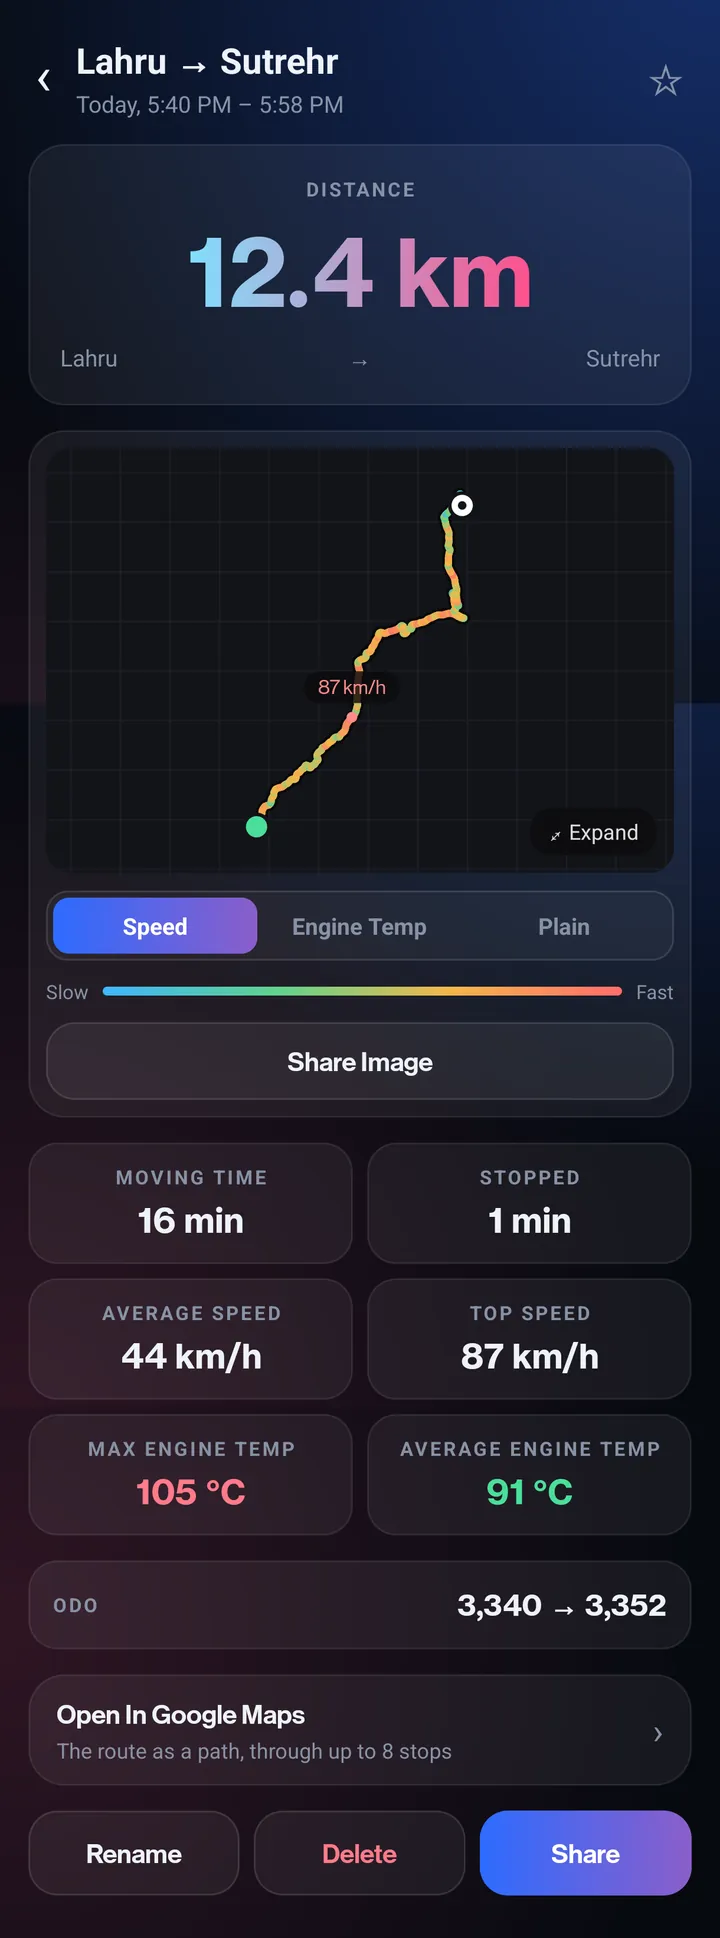 Lahru → Sutrehr
Today, 5:40 PM – 5:58 PM
DISTANCE
12.4 km
Lahru → Sutrehr
87 km/h
Expand
Speed Engine Temp Plain
Slow Fast
Share Image
MOVING TIME STOPPED
16 min 1 min
AVERAGE SPEED TOP SPEED
44 km/h 87 km/h
MAX ENGINE TEMP AVERAGE ENGINE TEMP
105 °C 91 °C
ODO 3,340 → 3,352
Open In Google Maps
The route as a path, through up to 8 stops
Rename Delete Share